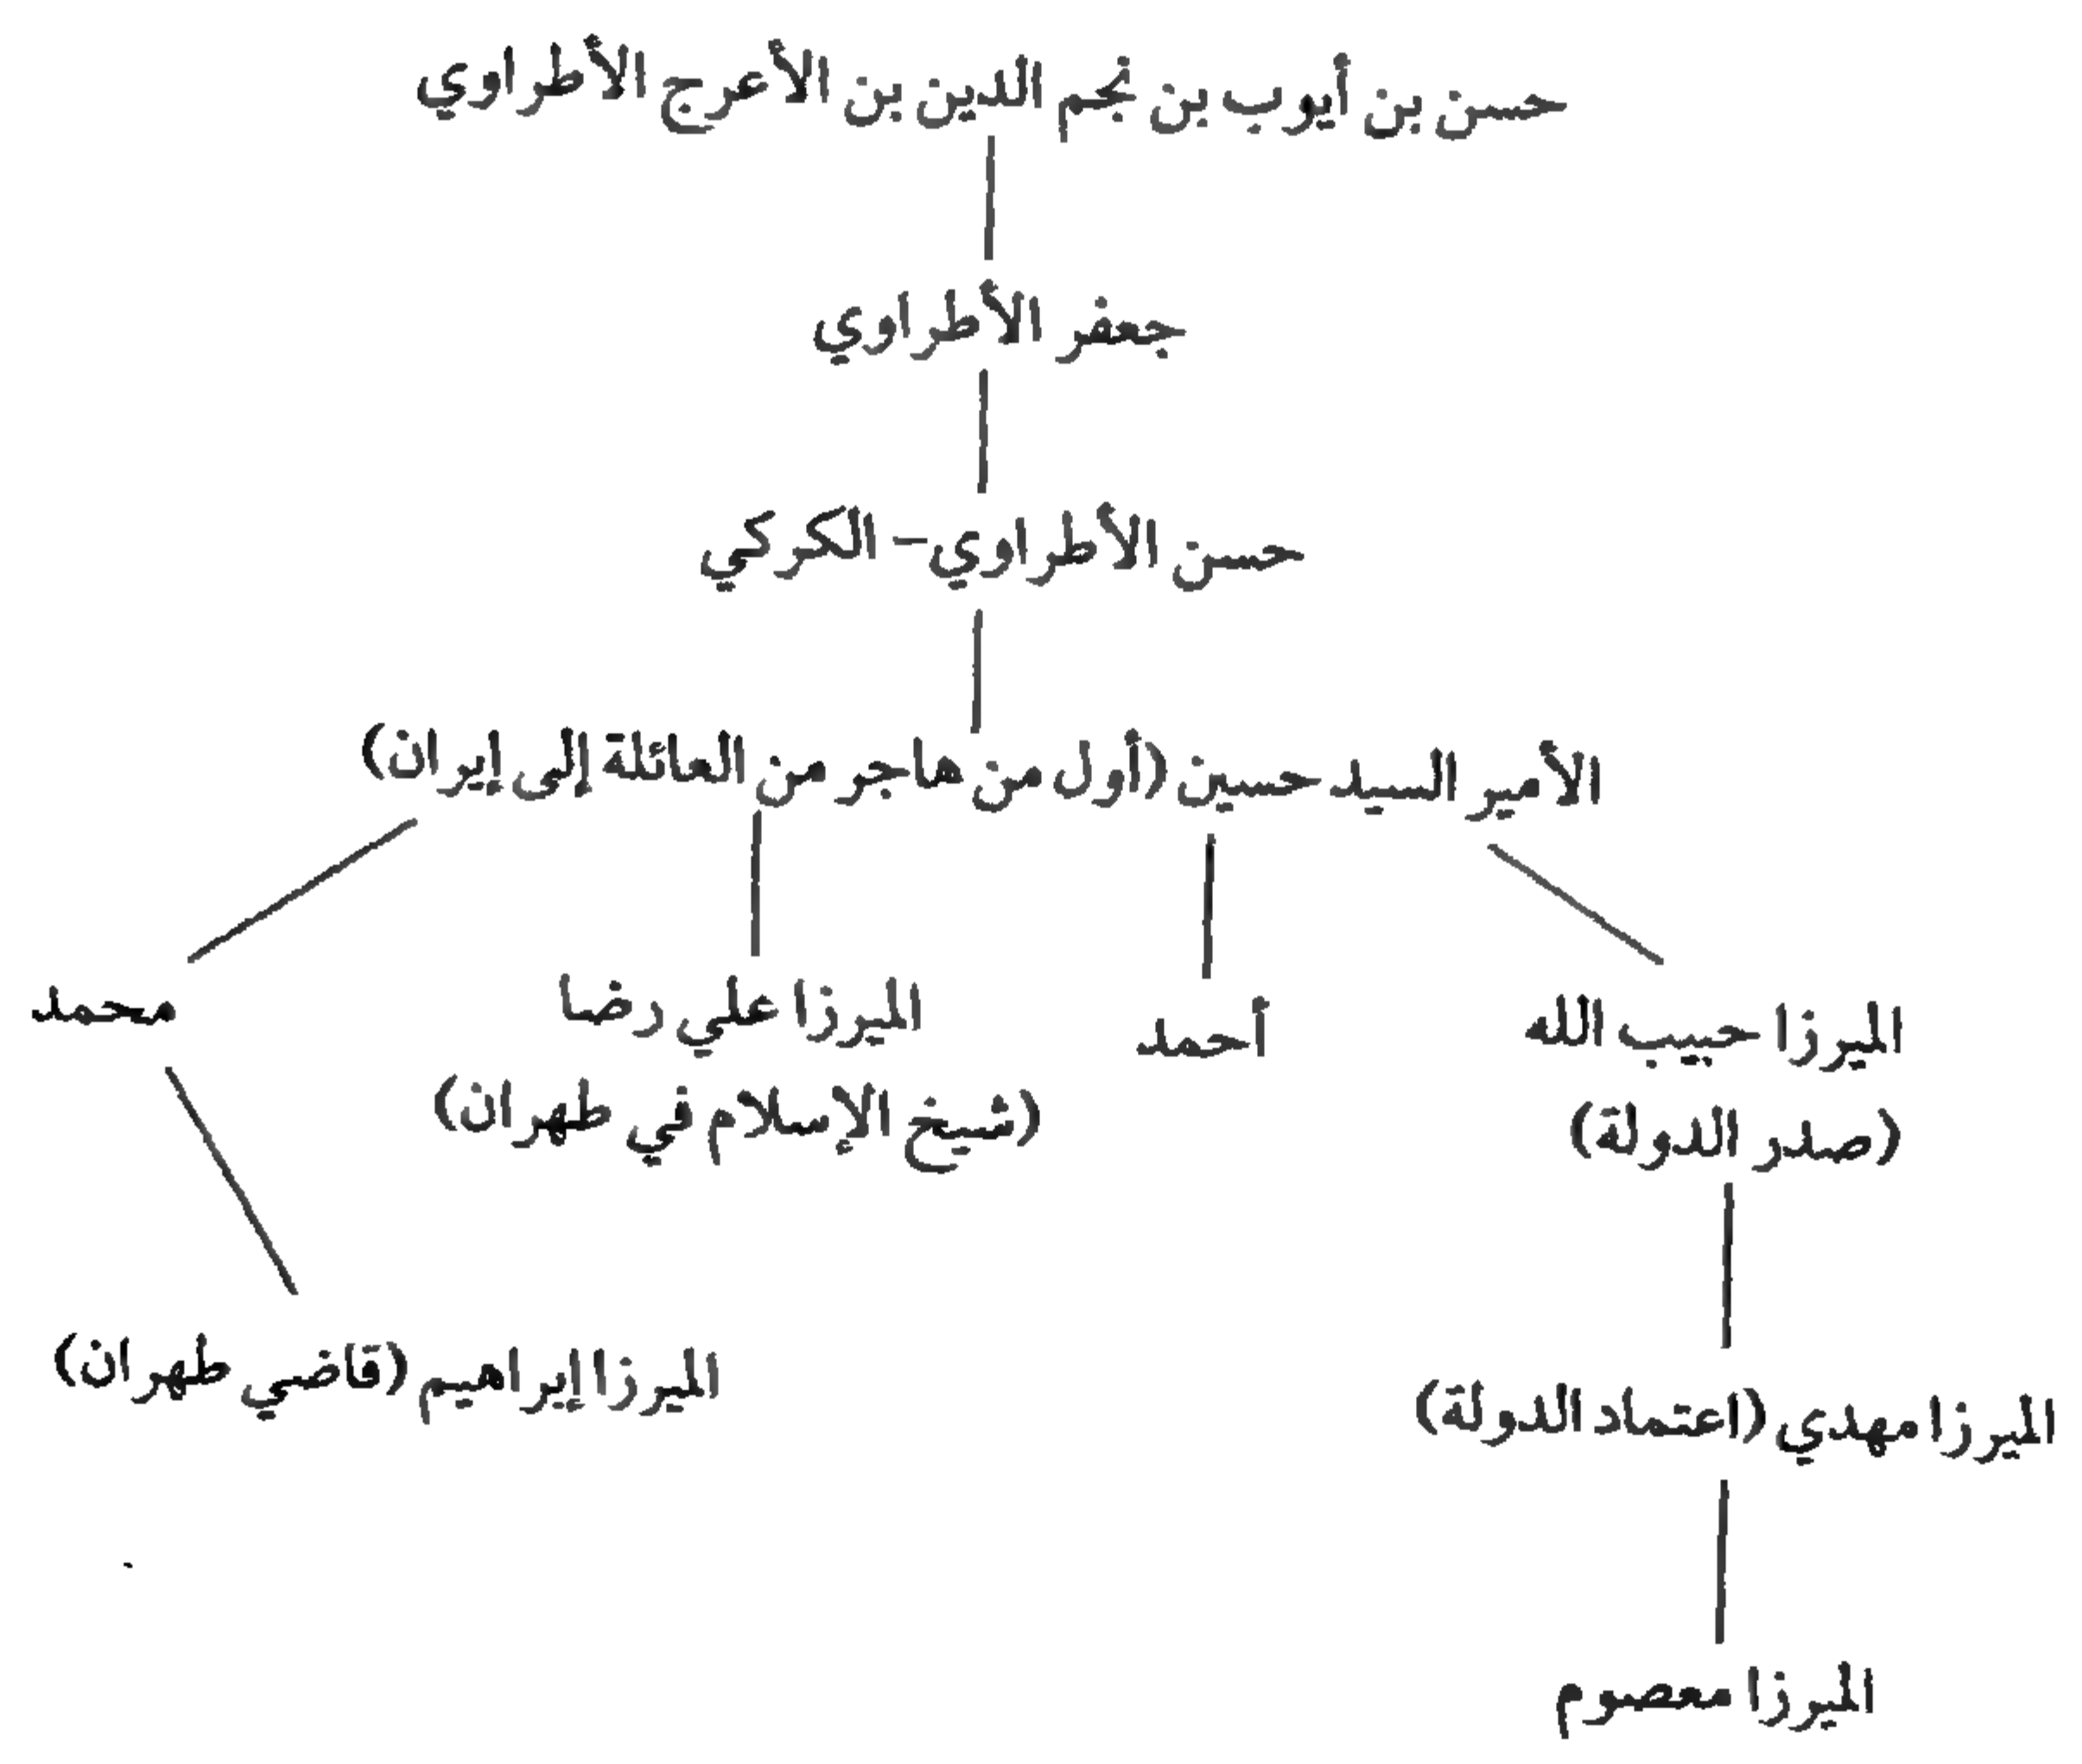 حسن بن أيوب بن نجم الدين بن الأعرج الأطراوي
جعفر الأطراوي
حسن الأطراوي - الكركي
الأمير السيد حسين (أول من هاجر من العائلة إلى إيران)
الميرزا حبيب الله
(صدر الدولة)
أحمد
الميرزا علي رضا
(شيخ الإسلام في طهران)
محمد
الميرزا مهدي (اعتماد الدولة)
الميرزا إبراهيم (قاضي طهران)
الميرزا معصوم